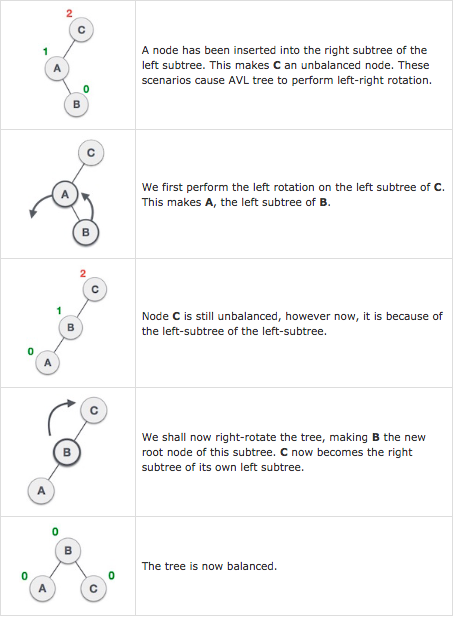 2
C
1
A
0
B
A node has been inserted into the right subtree of the
left subtree. This makes C an unbalanced node. These
scenarios cause AVL tree to perform left-right rotation.
C
A
B
We first perform the left rotation on the left subtree of C.
This makes A, the left subtree of B.
2
C
1
B
0
A
Node C is still unbalanced, however now, it is because of
the left-subtree of the left-subtree.
C
B
A
We shall now right-rotate the tree, making B the new
root node of this subtree. C now becomes the right
subtree of its own left subtree.
0
B
0
A
0
C
The tree is now balanced.